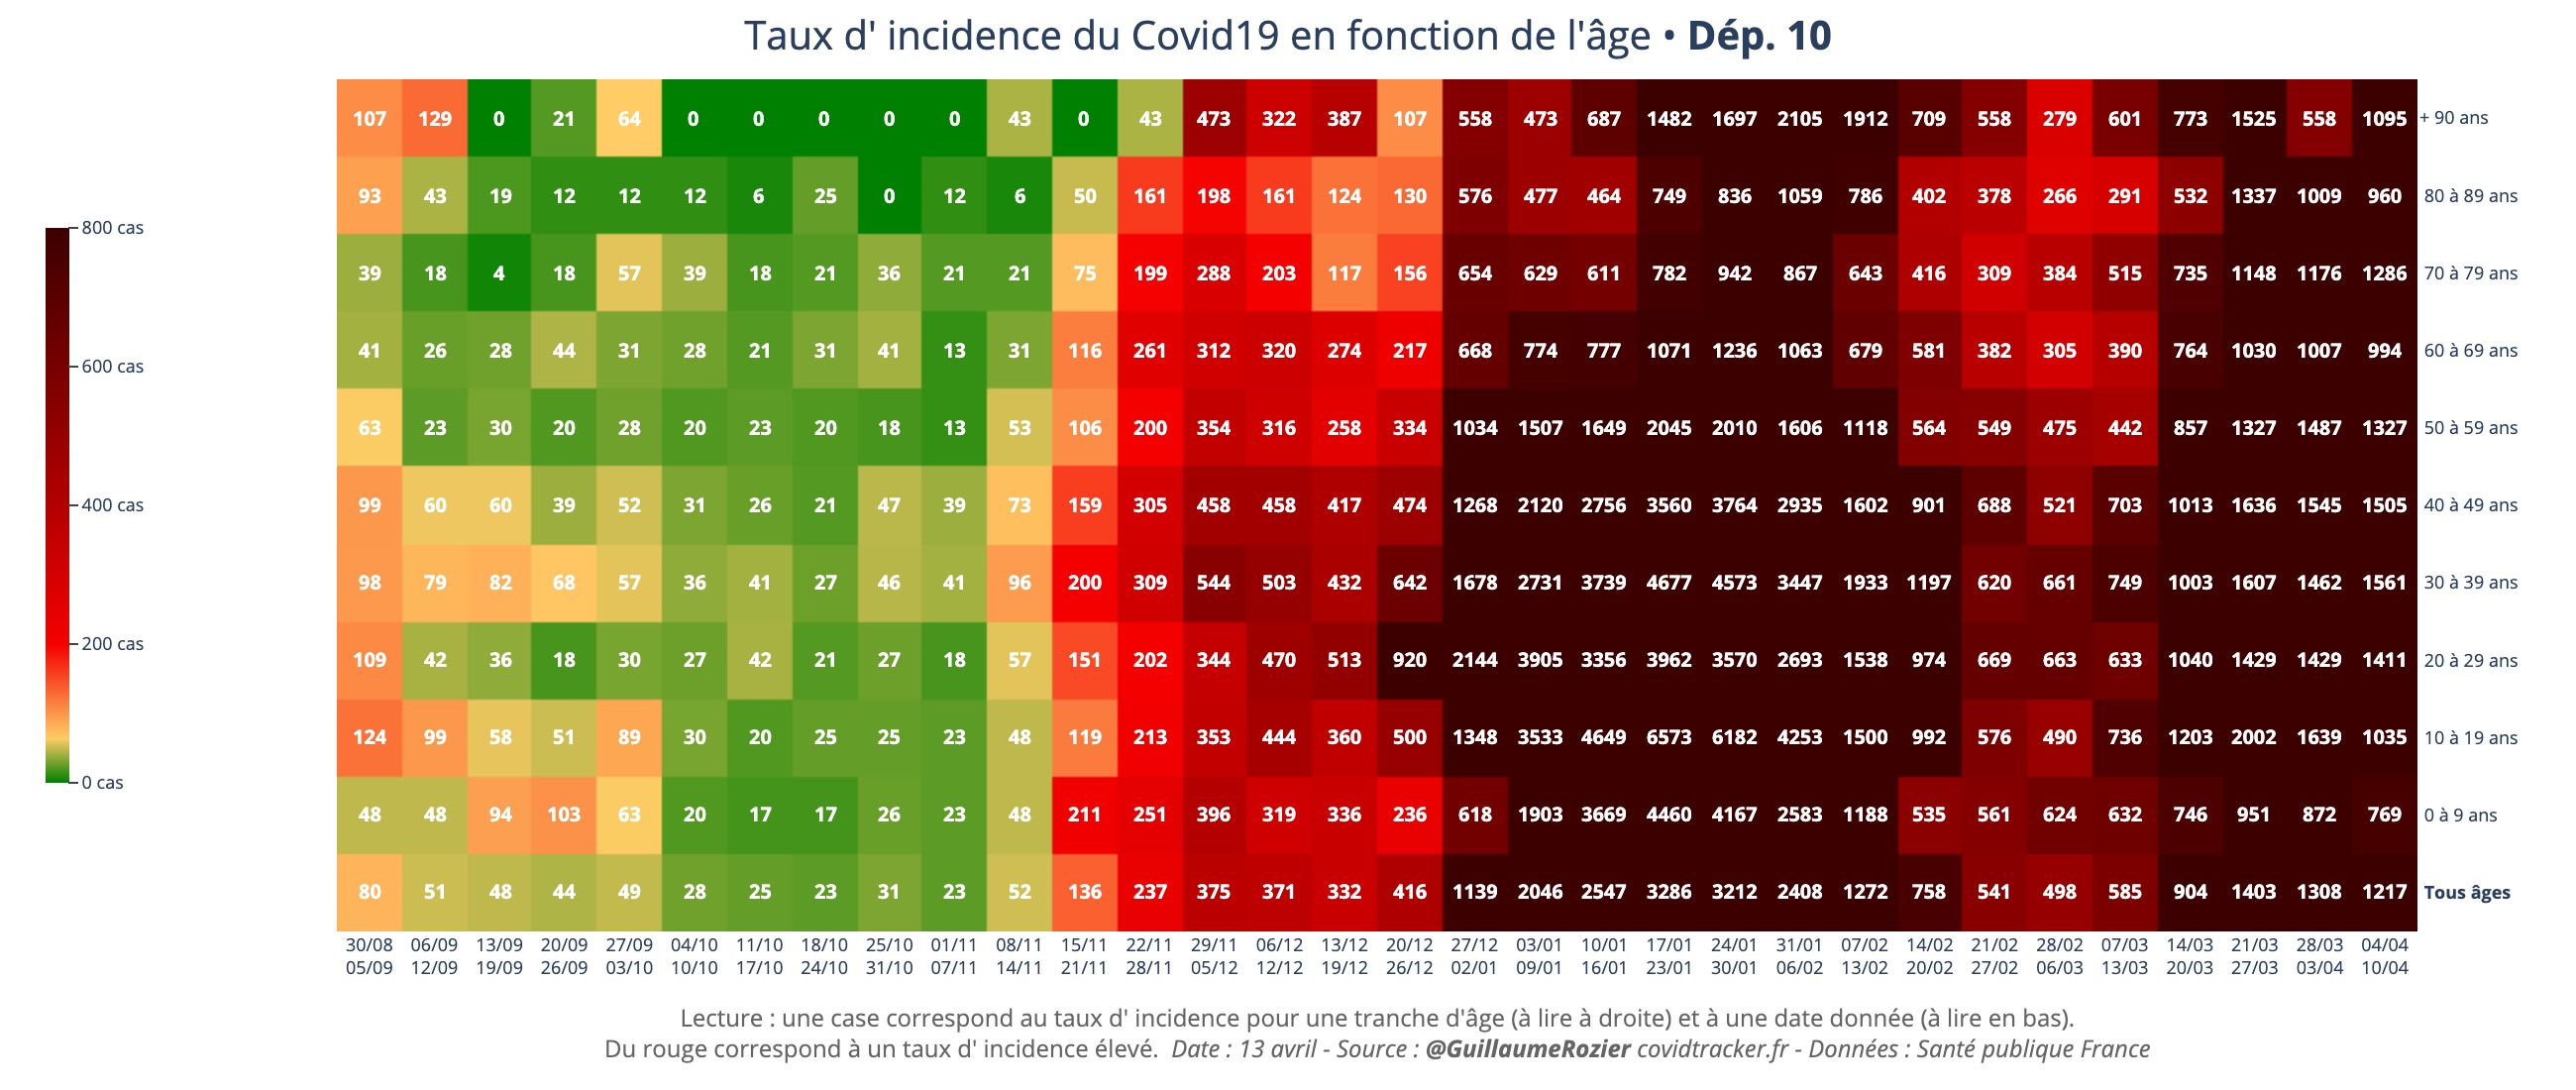 Taux d' incidence du Covid19 en fonction de l'âge • Dép. 10
800 cas
600 cas
400 cas
200 cas
0 cas
107 129 0 21 64 0 0 0 0 0 43 0 43 473 322 387 107 558 473 687 1482 1697 2105 1912 709 558 279 601 773 1525 558 1095 + 90 ans
93 43 19 12 12 12 6 25 0 12 6 50 161 198 161 124 130 576 477 464 749 836 1059 786 402 378 266 291 532 1337 1009 960 80 à 89 ans
39 18 4 18 57 39 18 21 36 21 21 75 199 288 203 117 156 654 629 611 782 942 867 643 416 309 384 515 735 1148 1176 1286 70 à 79 ans
41 26 28 44 31 28 21 31 41 13 31 116 261 312 320 274 217 668 774 777 1071 1236 1063 679 581 382 305 390 764 1030 1007 994 60 à 69 ans
63 23 30 20 28 20 23 20 18 13 53 106 200 354 316 258 334 1034 1507 1649 2045 2010 1606 1118 564 549 475 442 857 1327 1487 1327 50 à 59 ans
99 60 60 39 52 31 26 21 47 39 73 159 305 458 458 417 474 1268 2120 2756 3560 3764 2935 1602 901 688 521 703 1013 1636 1545 1505 40 à 49 ans
98 79 82 68 57 36 41 27 46 41 96 200 309 544 503 432 642 1678 2731 3739 4677 4573 3447 1933 1197 620 661 749 1003 1607 1462 1561 30 à 39 ans
109 42 36 18 30 27 42 21 27 18 57 151 202 344 470 513 920 2144 3905 3356 3962 3570 2693 1538 974 669 663 633 1040 1429 1429 1411 20 à 29 ans
124 99 58 51 89 30 20 25 25 23 48 119 213 353 444 360 500 1348 3533 4649 6573 6182 4253 1500 992 576 490 736 1203 2002 1639 1035 10 à 19 ans
48 48 94 103 63 20 17 17 26 23 48 211 251 396 319 336 236 618 1903 3669 4460 4167 2583 1188 535 561 624 632 746 951 872 769 0 à 9 ans
80 51 48 44 49 28 25 23 31 23 52 136 237 375 371 332 416 1139 2046 2547 3286 3212 2408 1272 758 541 498 585 904 1403 1308 1217 Tous âges
30/08 06/09 13/09 20/09 27/09 04/10 11/10 18/10 25/10 01/11 08/11 15/11 22/11 29/11 06/12 13/12 20/12 27/12 03/01 10/01 17/01 24/01 31/01 07/02 14/02 21/02 28/02 07/03 14/03 21/03 28/03 04/04
05/09 12/09 19/09 26/09 03/10 10/10 17/10 24/10 31/10 07/11 14/11 21/11 28/11 05/12 12/12 19/12 26/12 02/01 09/01 16/01 23/01 30/01 06/02 13/02 20/02 27/02 06/03 13/03 20/03 27/03 03/04 10/04
Lecture : une case correspond au taux d' incidence pour une tranche d'âge (à lire à droite) et à une date donnée (à lire en bas).
Du rouge correspond à un taux d' incidence élevé. Date : 13 avril - Source : @GuillaumeRozier covidtracker.fr - Données : Santé publique France